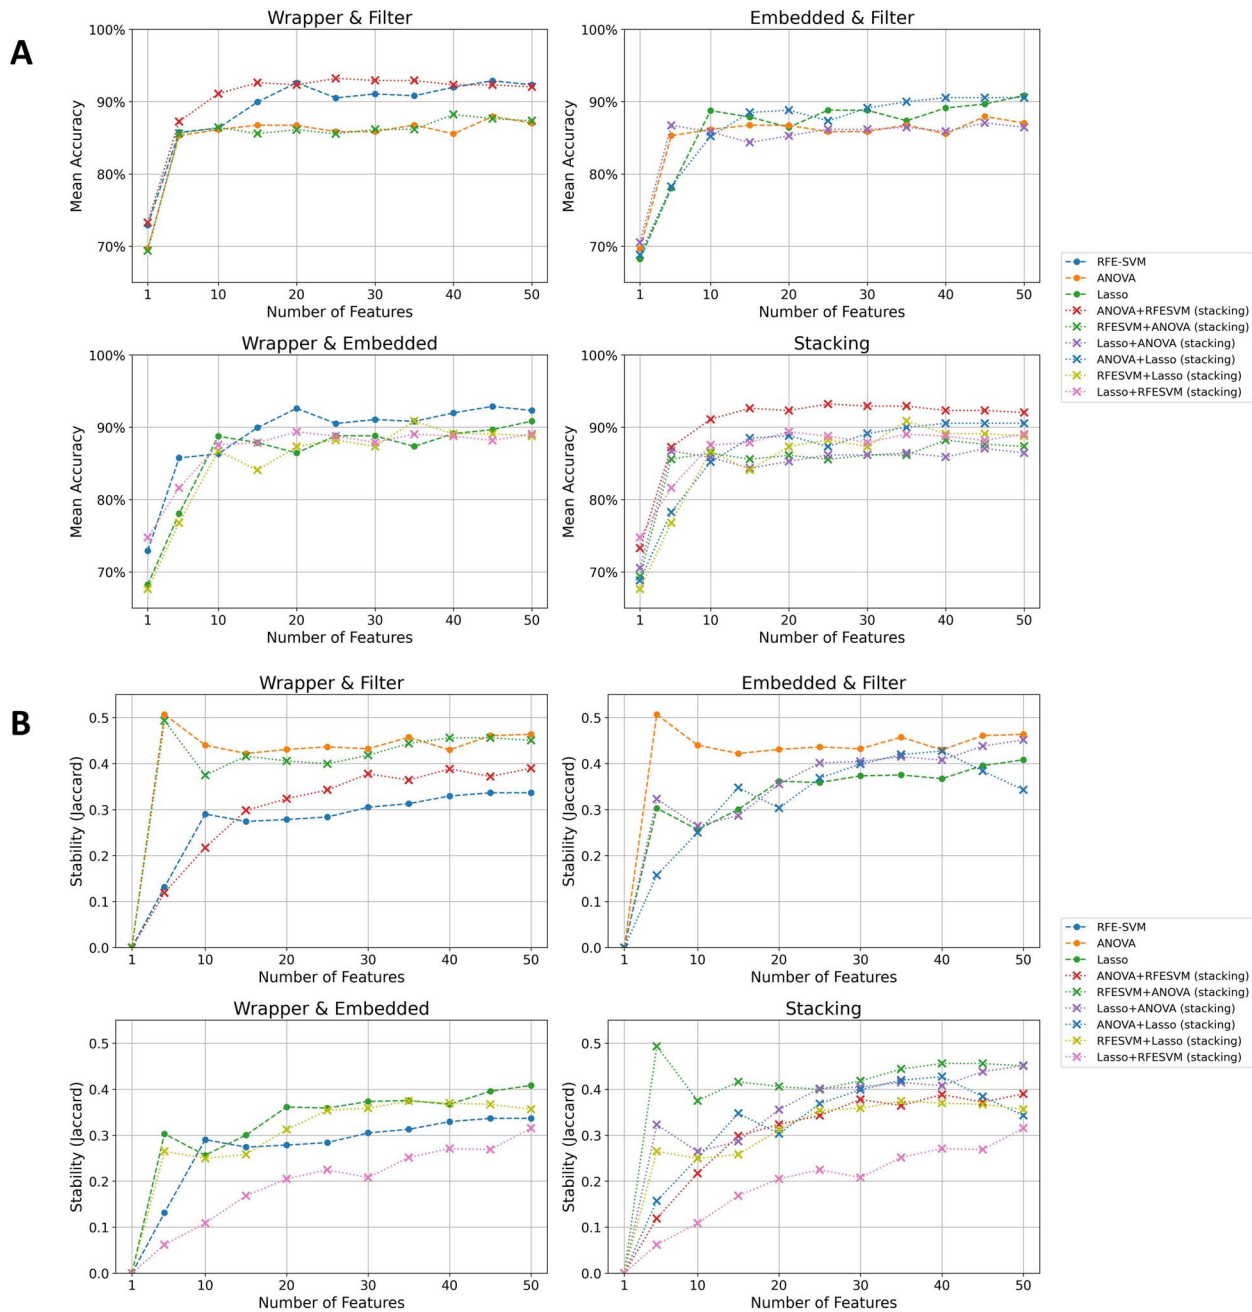 A
Wrapper & Filter
100%
90%
80%
70%
Mean Accuracy
1 10 20 30 40 50
Number of Features
Embedded & Filter
100%
90%
80%
70%
Mean Accuracy
1 10 20 30 40 50
Number of Features
Wrapper & Embedded
100%
90%
80%
70%
Mean Accuracy
1 10 20 30 40 50
Number of Features
Stacking
100%
90%
80%
70%
Mean Accuracy
1 10 20 30 40 50
Number of Features
RFE-SVM
ANOVA
Lasso
ANOVA+RFESVM (stacking)
RFESVM+ANOVA (stacking)
Lasso+ANOVA (stacking)
ANOVA+Lasso (stacking)
RFESVM+Lasso (stacking)
Lasso+RFESVM (stacking)
B
Wrapper & Filter
0.5
0.4
0.3
0.2
0.1
0.0
Stability (Jaccard)
1 10 20 30 40 50
Number of Features
Embedded & Filter
0.5
0.4
0.3
0.2
0.1
0.0
Stability (Jaccard)
1 10 20 30 40 50
Number of Features
Wrapper & Embedded
0.5
0.4
0.3
0.2
0.1
0.0
Stability (Jaccard)
1 10 20 30 40 50
Number of Features
Stacking
0.5
0.4
0.3
0.2
0.1
0.0
Stability (Jaccard)
1 10 20 30 40 50
Number of Features
RFE-SVM
ANOVA
Lasso
ANOVA+RFESVM (stacking)
RFESVM+ANOVA (stacking)
Lasso+ANOVA (stacking)
ANOVA+Lasso (stacking)
RFESVM+Lasso (stacking)
Lasso+RFESVM (stacking)